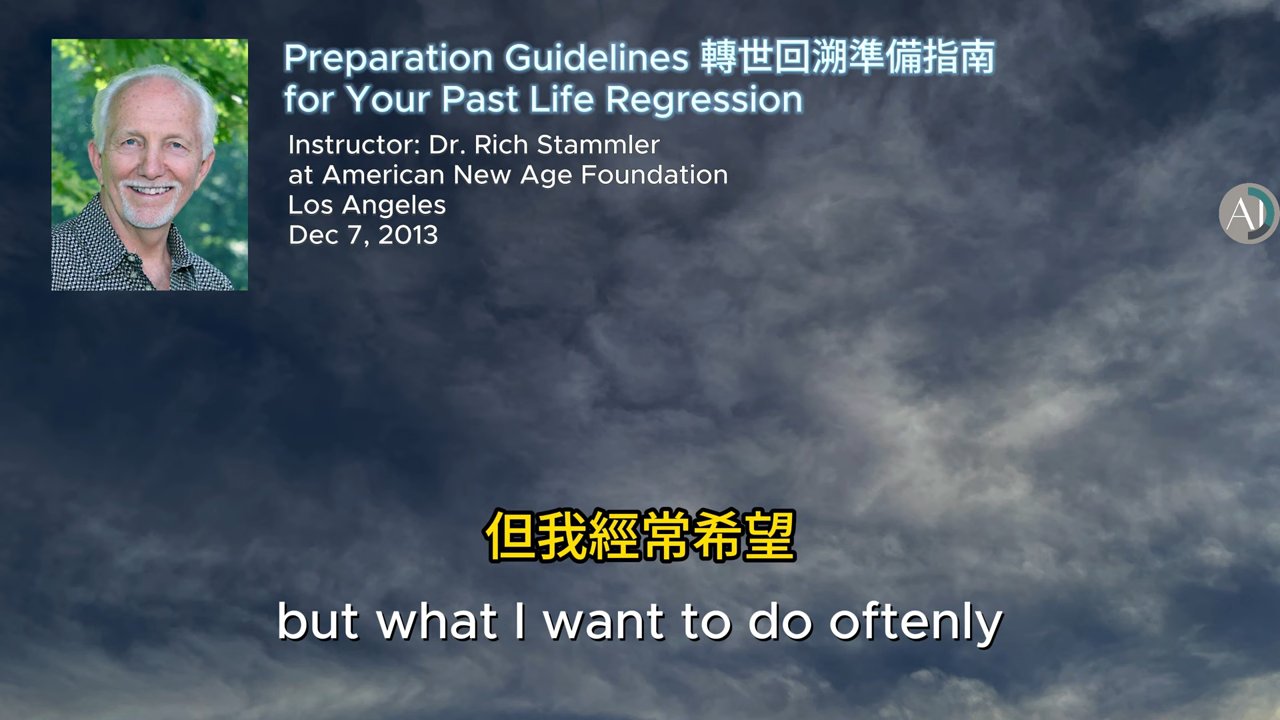 Preparation Guidelines 轉世回溯準備指南
for Your Past Life Regression
Instructor: Dr. Rich Stammler
at American New Age Foundation
Los Angeles
Dec 7, 2013
AI
但我經常希望
but what I want to do oftenly